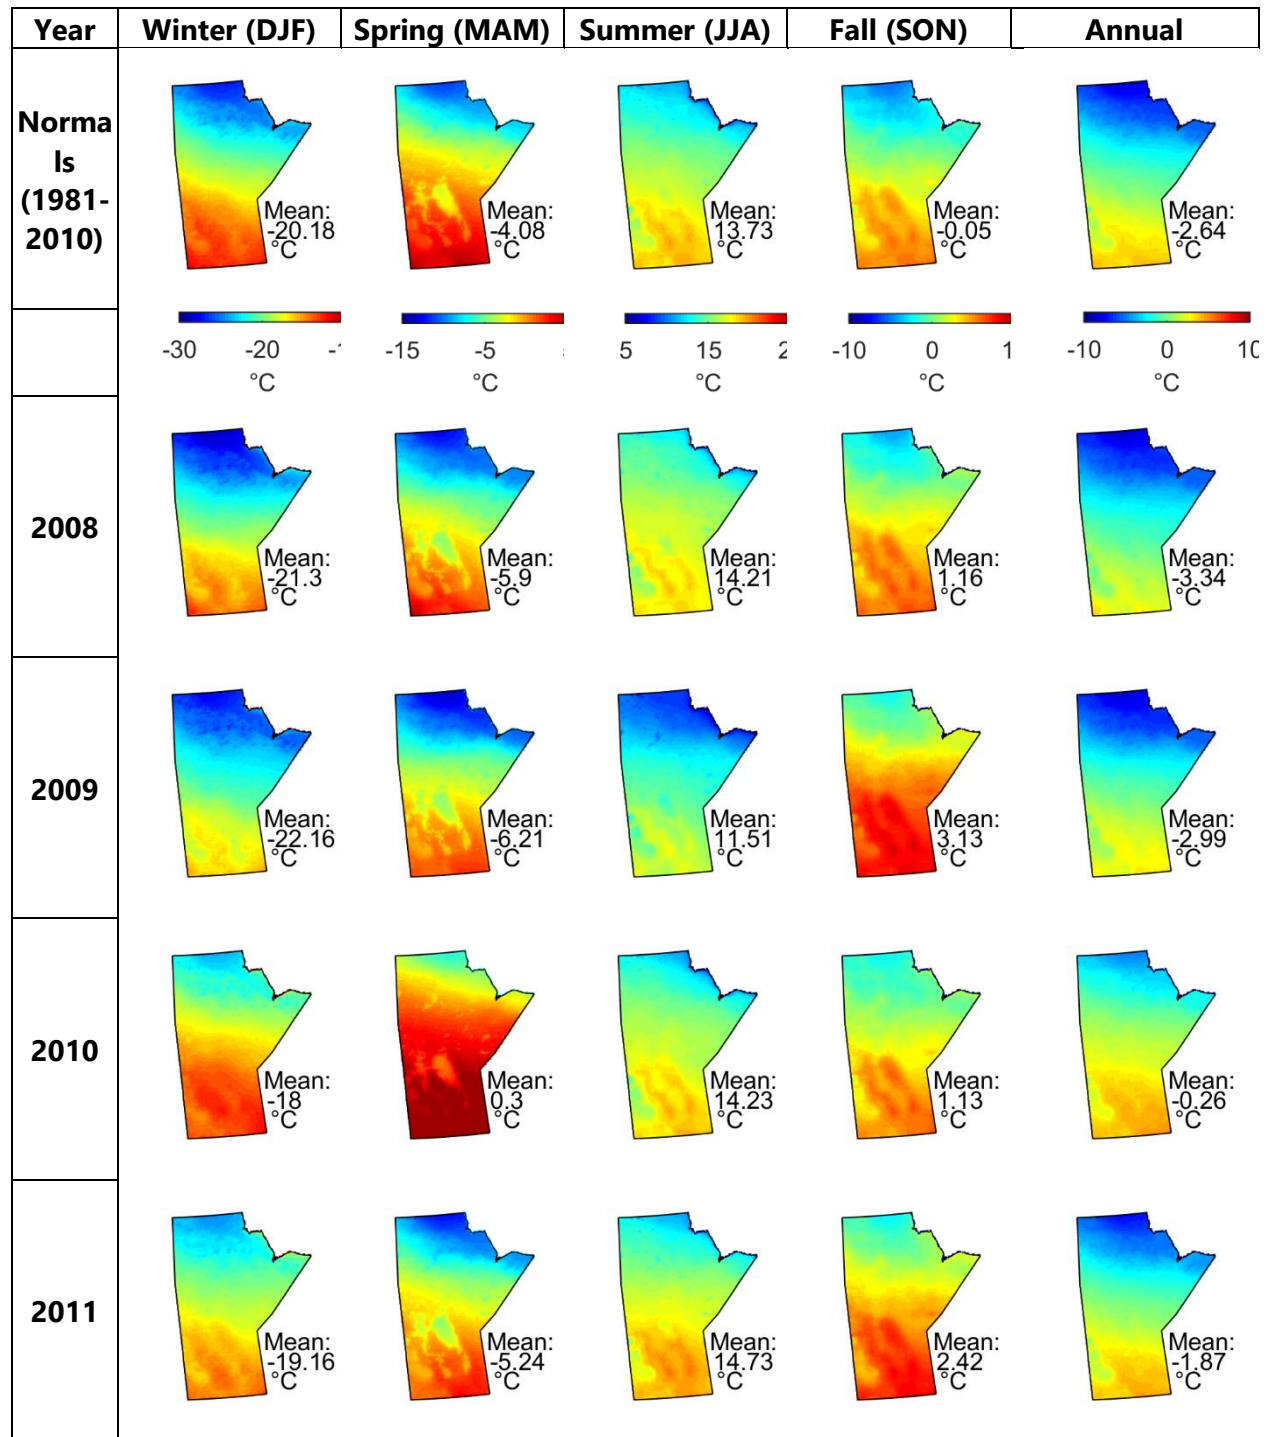 Year Winter (DJF) Spring (MAM) Summer (JJA) Fall (SON) Annual
Norma
ls
(1981-
2010)
Mean:
-20.18
°C
Mean:
-4.08
°C
Mean:
13.73
°C
Mean:
-0.05
°C
Mean:
-2.64
°C
-30 -20 -1
°C
-15 -5
°C
5 15 2
°C
-10 0 1
°C
-10 0 10
°C
2008
Mean:
-21.3
°C
Mean:
-5.9
°C
Mean:
14.21
°C
Mean:
1.16
°C
Mean:
-3.34
°C
2009
Mean:
-22.16
°C
Mean:
-6.21
°C
Mean:
11.51
°C
Mean:
3.13
°C
Mean:
-2.99
°C
2010
Mean:
-18
°C
Mean:
0.3
°C
Mean:
14.23
°C
Mean:
1.13
°C
Mean:
-0.26
°C
2011
Mean:
-19.16
°C
Mean:
-5.24
°C
Mean:
14.73
°C
Mean:
2.42
°C
Mean:
-1.87
°C